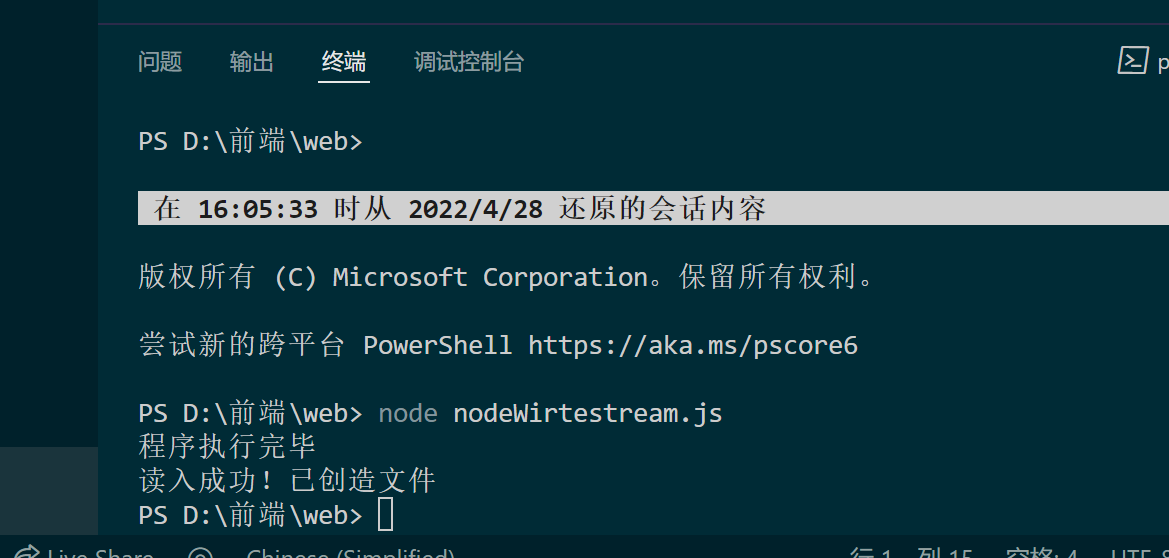 问题 输出 终端 调试控制台
PS D:\前端\web>
在 16:05:33 时从 2022/4/28 还原的会话内容
版权所有 (C) Microsoft Corporation。保留所有权利。
尝试新的跨平台 PowerShell https://aka.ms/pscore6
PS D:\前端\web> node nodeWirtestream.js
程序执行完毕
读入成功！已创造文件
PS D:\前端\web>
Live Share Chinese (Simplified) 行 1，列 15 空格: 4